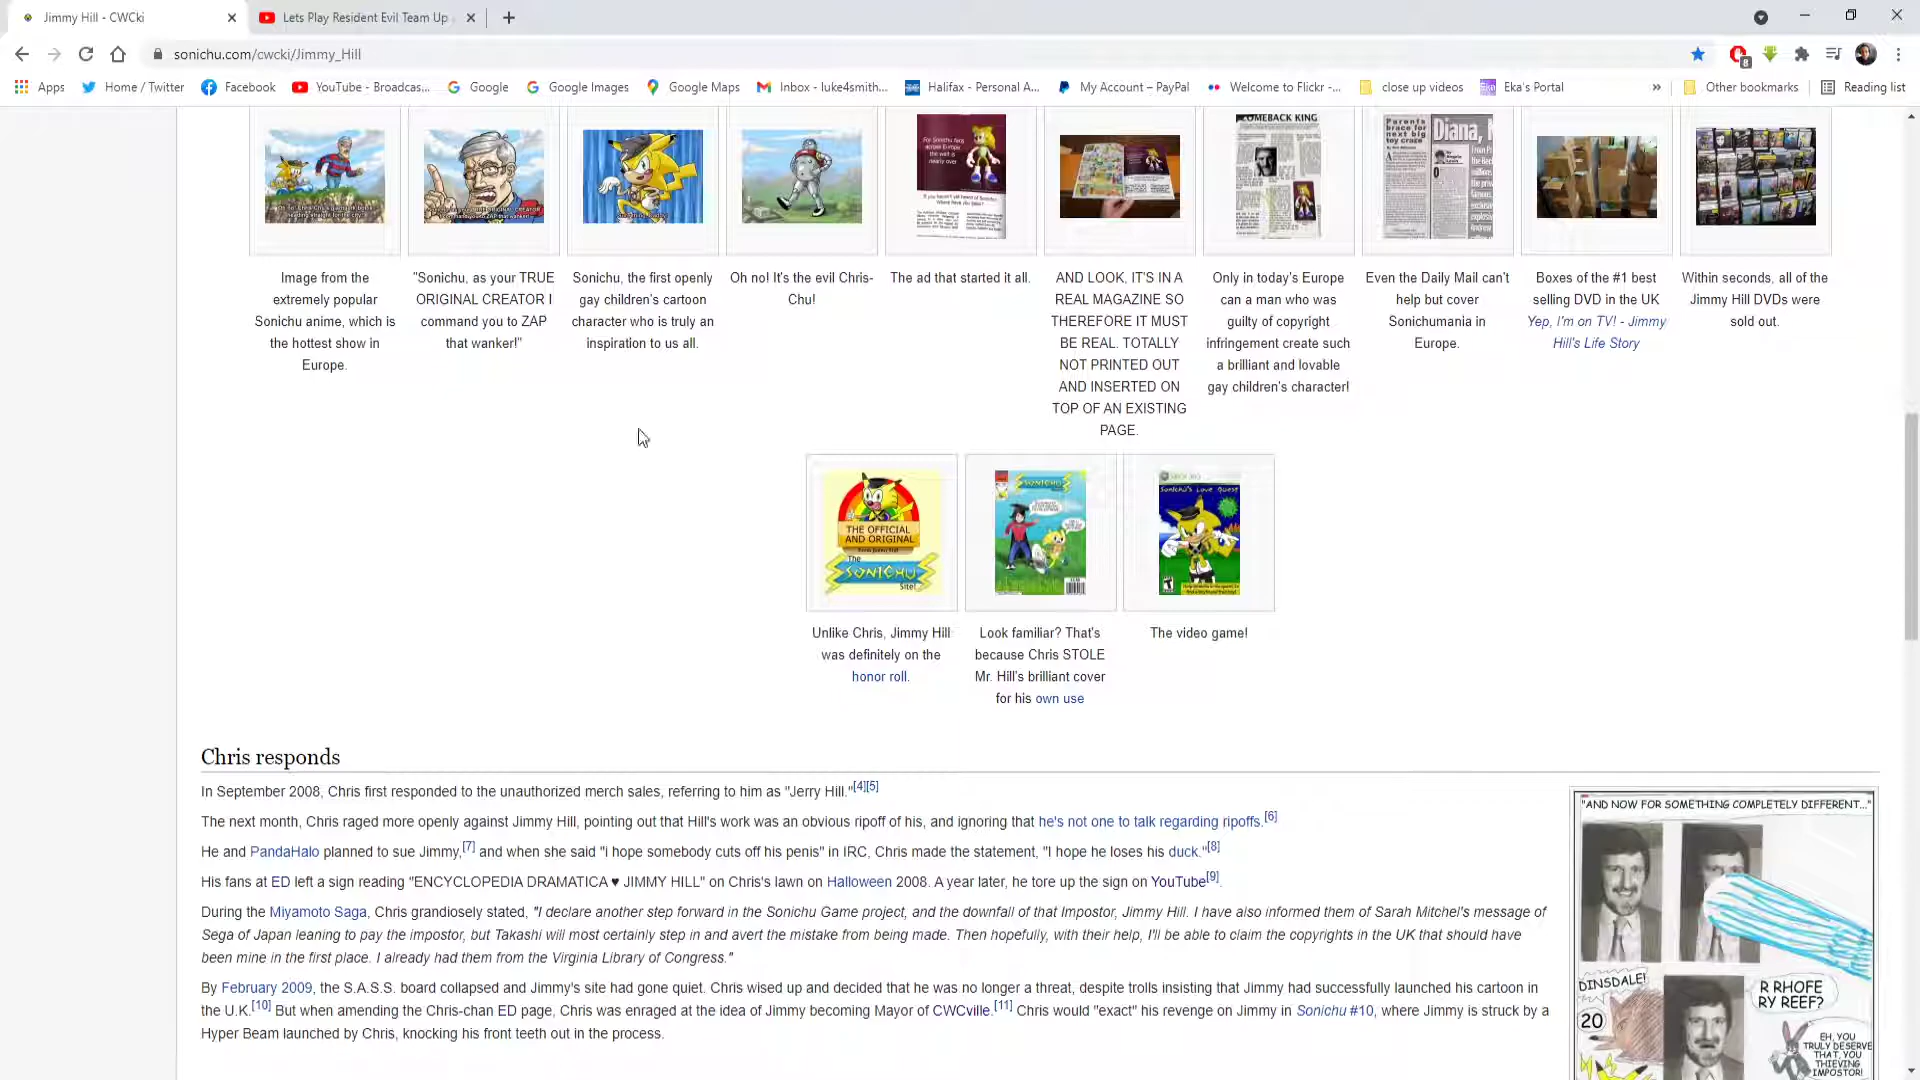 Jimmy Hill - CWCki
Lets Play Resident Evil Team Up
sonichu.com/cwcki/Jimmy_Hill
Apps
Home / Twitter
Facebook
YouTube - Broadcas...
Google
Google Images
Google Maps
Inbox - luke4smith...
Halifax - Personal A...
My Account – PayPal
Welcome to Flickr -...
close up videos
Eka's Portal
»
Other bookmarks
Reading list
COMEBACK KING
Parents
brace for
next big
toy craze
Diana,
Image from the
extremely popular
Sonichu anime, which is
the hottest show in
Europe.
"Sonichu, as your TRUE
ORIGINAL CREATOR I
command you to ZAP
that wanker!"
Sonichu, the first openly
gay children's cartoon
character who is truly an
inspiration to us all.
Oh no! It's the evil Chris-
Chu!
The ad that started it all.
AND LOOK, IT'S IN A
REAL MAGAZINE SO
THEREFORE IT MUST
BE REAL. TOTALLY
NOT PRINTED OUT
AND INSERTED ON
TOP OF AN EXISTING
PAGE.
Only in today's Europe
can a man who was
guilty of copyright
infringement create such
a brilliant and lovable
gay children's character!
Even the Daily Mail can't
help but cover
Sonichumania in
Europe.
Boxes of the #1 best
selling DVD in the UK
Yep, I'm on TV! - Jimmy
Hill's Life Story
Within seconds, all of the
Jimmy Hill DVDs were
sold out.
THE OFFICIAL
AND ORIGINAL
The
SONICHU
Site!
SONICHU
Sonichu's Love Quest
Unlike Chris, Jimmy Hill
was definitely on the
honor roll.
Look familiar? That's
because Chris STOLE
Mr. Hill's brilliant cover
for his own use
The video game!
Chris responds
In September 2008, Chris first responded to the unauthorized merch sales, referring to him as "Jerry Hill."[4][5]
The next month, Chris raged more openly against Jimmy Hill, pointing out that Hill's work was an obvious ripoff of his, and ignoring that he's not one to talk regarding ripoffs.[6]
He and PandaHalo planned to sue Jimmy,[7] and when she said "i hope somebody cuts off his penis" in IRC, Chris made the statement, "I hope he loses his duck."[8]
His fans at ED left a sign reading "ENCYCLOPEDIA DRAMATICA ♥ JIMMY HILL" on Chris's lawn on Halloween 2008. A year later, he tore up the sign on YouTube[9].
During the Miyamoto Saga, Chris grandiosely stated, "I declare another step forward in the Sonichu Game project, and the downfall of that Impostor, Jimmy Hill. I have also informed them of Sarah Mitchel's message of
Sega of Japan leaning to pay the impostor, but Takashi will most certainly step in and avert the mistake from being made. Then hopefully, with their help, I'll be able to claim the copyrights in the UK that should have
been mine in the first place. I already had them from the Virginia Library of Congress."
By February 2009, the S.A.S.S. board collapsed and Jimmy's site had gone quiet. Chris wised up and decided that he was no longer a threat, despite trolls insisting that Jimmy had successfully launched his cartoon in
the U.K.[10] But when amending the Chris-chan ED page, Chris was enraged at the idea of Jimmy becoming Mayor of CWCville.[11] Chris would "exact" his revenge on Jimmy in Sonichu #10, where Jimmy is struck by a
Hyper Beam launched by Chris, knocking his front teeth out in the process.
"AND NOW FOR SOMETHING COMPLETELY DIFFERENT..."
DINSDALE!
20
R RHOFE
RY REEF?
EH, YOU
TRULY DESERVE
THAT, YOU
THIEVING
IMPOSTOR!